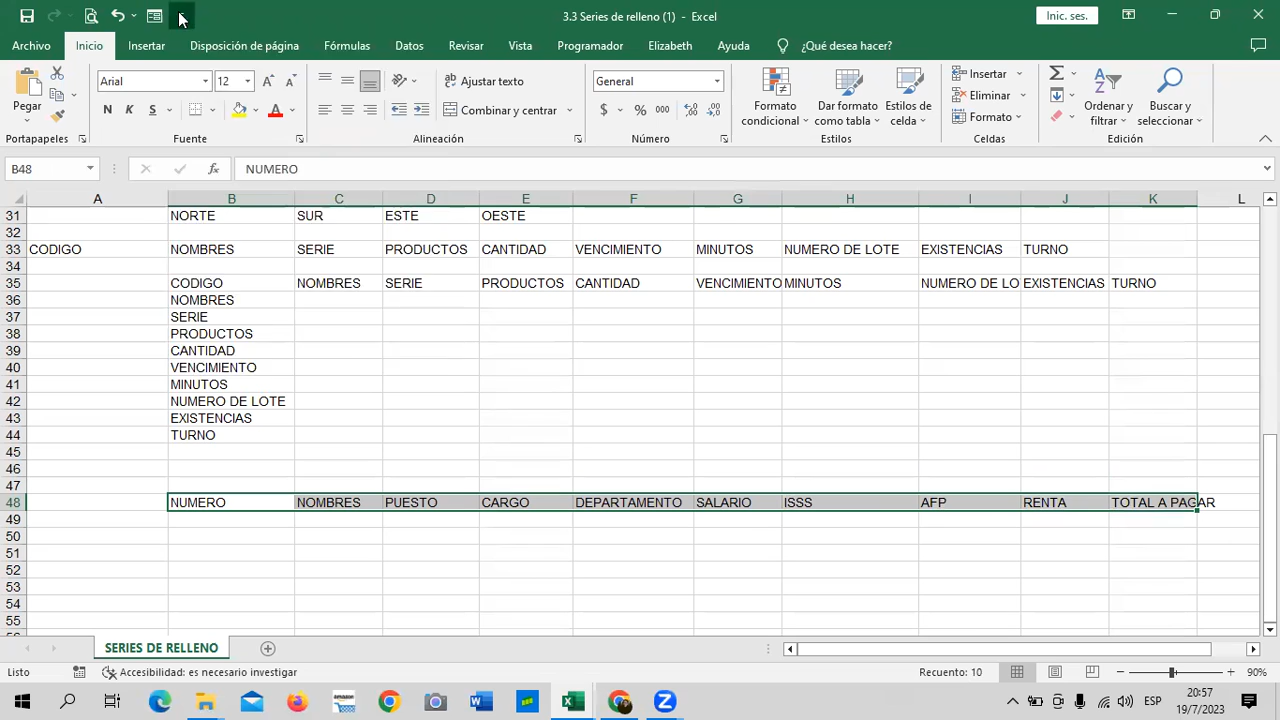 3.3 Series de relleno (1) - Excel
Inic. ses.
Archivo Inicio Insertar Disposición de página Fórmulas Datos Revisar Vista Programador Elizabeth Ayuda ¿Qué desea hacer?
Pegar Arial 12 Ajustar texto General Formato condicional Dar formato como tabla Estilos de celda Insertar Ordenar y filtrar Buscar y seleccionar
N K S Combinar y centrar $ % 000 Eliminar
Formato
Portapapeles Fuente Alineación Número Estilos Celdas Edición
B48 fx NUMERO
A B C D E F G H I J K L
31 NORTE SUR ESTE OESTE
32
33 CODIGO NOMBRES SERIE PRODUCTOS CANTIDAD VENCIMIENTO MINUTOS NUMERO DE LOTE EXISTENCIAS TURNO
34
35 CODIGO NOMBRES SERIE PRODUCTOS CANTIDAD VENCIMIENTO MINUTOS NUMERO DE LO EXISTENCIAS TURNO
36 NOMBRES
37 SERIE
38 PRODUCTOS
39 CANTIDAD
40 VENCIMIENTO
41 MINUTOS
42 NUMERO DE LOTE
43 EXISTENCIAS
44 TURNO
45
46
47
48 NUMERO NOMBRES PUESTO CARGO DEPARTAMENTO SALARIO ISSS AFP RENTA TOTAL A PAGAR
49
50
51
52
53
54
55
SERIES DE RELLENO
Listo Accesibilidad: es necesario investigar Recuento: 10 90%
ESP 20:57
19/7/2023